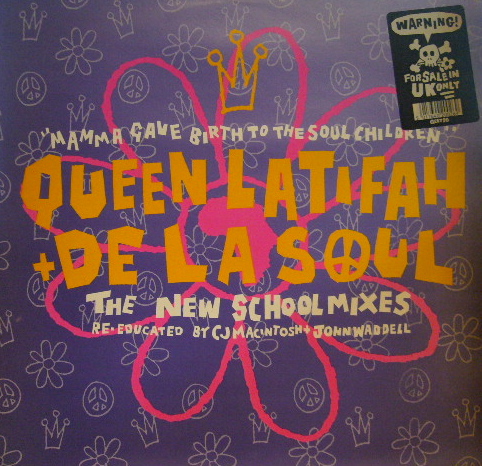 WARNING!
FOR SALE IN
UK ONLY
"MAMMA GAVE BIRTH TO THE SOUL CHILDREN"
QUEEN LATIFAH
+ DE LA SOUL
THE NEW SCHOOL MIXES
RE-EDUCATED BY CJ MACINTOSH + JOHN WADDELL